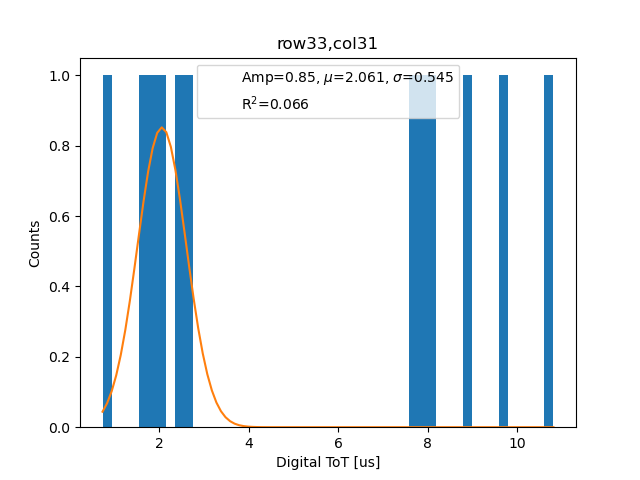 row33,col31
Amp=0.85, μ=2.061, σ=0.545
R²=0.066
1.0
0.8
0.6
0.4
0.2
0.0
Counts
2 4 6 8 10
Digital ToT [us]